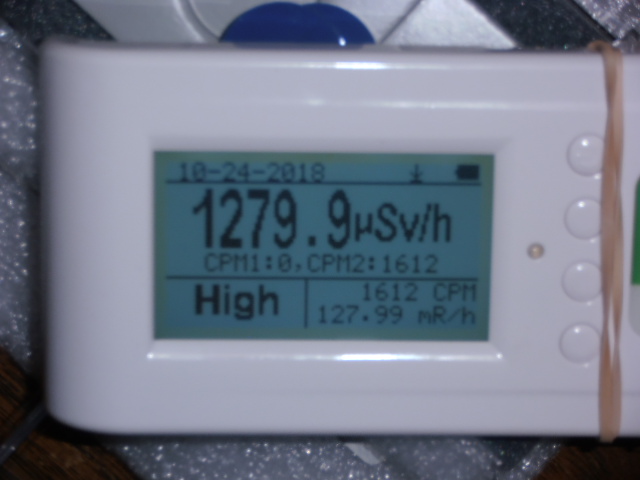 10-24-2018
1279.9µSv/h
CPM1:0,CPM2:1612
High
1612 CPM
127.99 mR/h